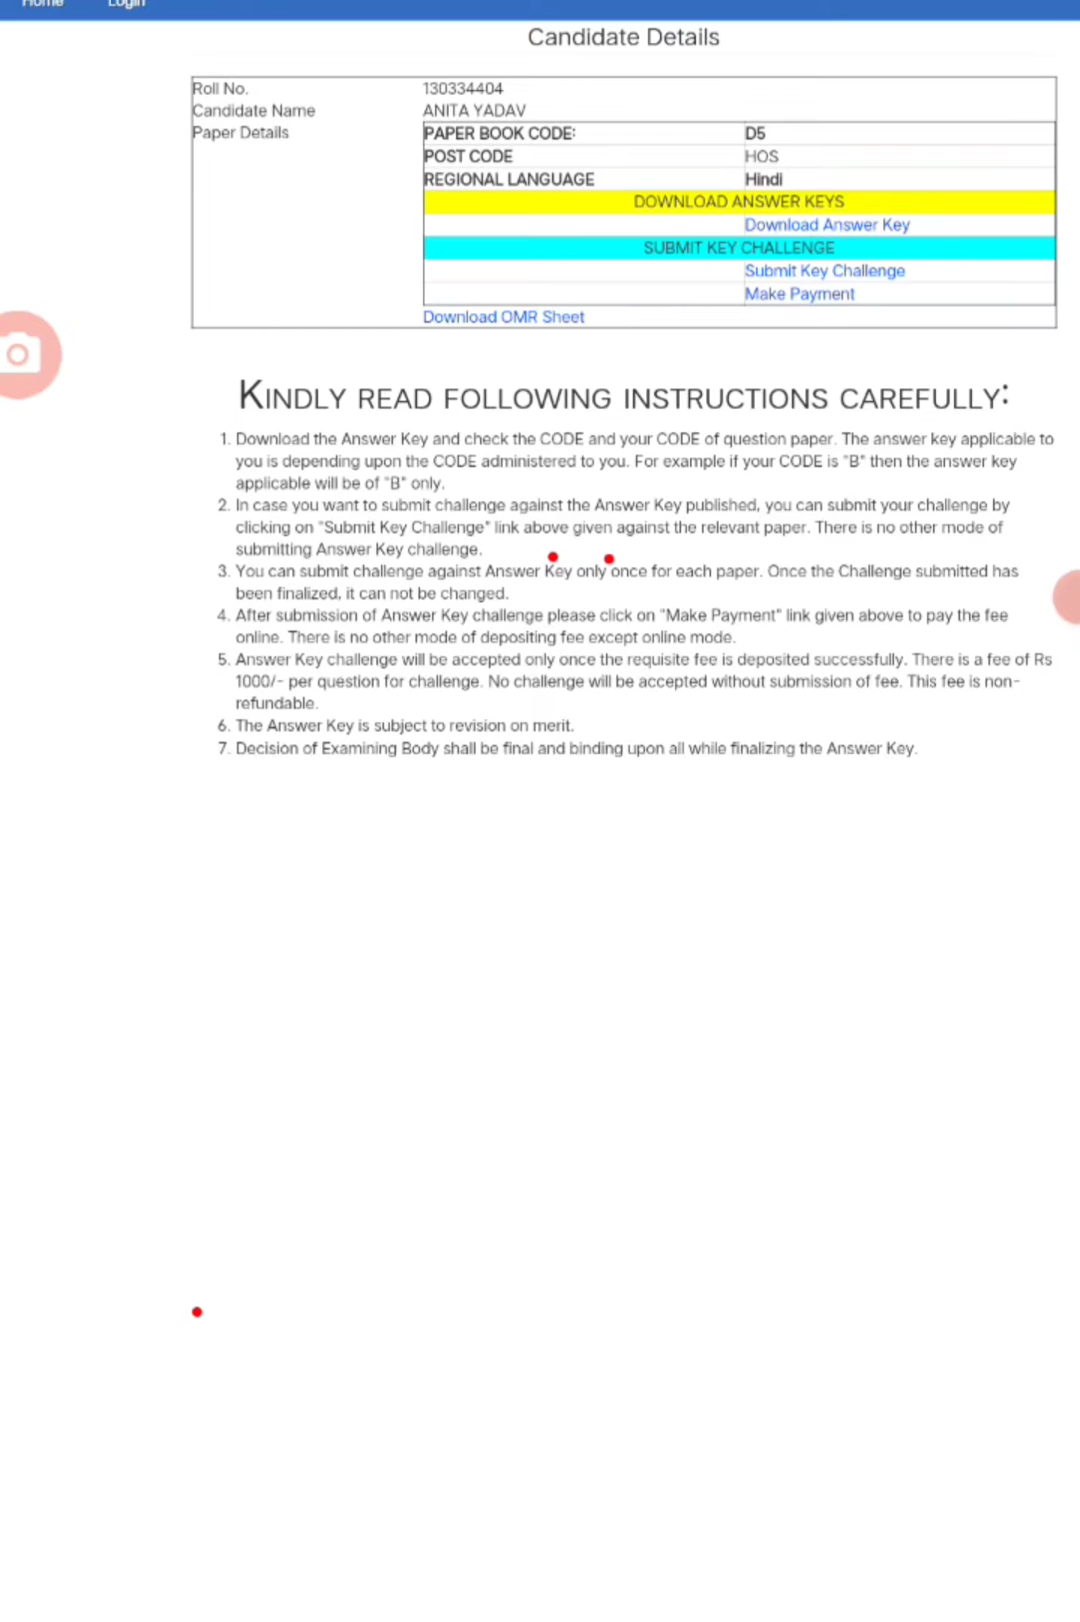 Home Login
Candidate Details
Roll No. 130334404
Candidate Name ANITA YADAV
Paper Details PAPER BOOK CODE: D5
POST CODE HOS
REGIONAL LANGUAGE Hindi
DOWNLOAD ANSWER KEYS
Download Answer Key
SUBMIT KEY CHALLENGE
Submit Key Challenge
Make Payment
Download OMR Sheet
KINDLY READ FOLLOWING INSTRUCTIONS CAREFULLY:
1. Download the Answer Key and check the CODE and your CODE of question paper. The answer key applicable to
you is depending upon the CODE administered to you. For example if your CODE is "B" then the answer key
applicable will be of "B" only.
2. In case you want to submit challenge against the Answer Key published, you can submit your challenge by
clicking on "Submit Key Challenge" link above given against the relevant paper. There is no other mode of
submitting Answer Key challenge.
3. You can submit challenge against Answer Key only once for each paper. Once the Challenge submitted has
been finalized, it can not be changed.
4. After submission of Answer Key challenge please click on "Make Payment" link given above to pay the fee
online. There is no other mode of depositing fee except online mode.
5. Answer Key challenge will be accepted only once the requisite fee is deposited successfully. There is a fee of Rs
1000/- per question for challenge. No challenge will be accepted without submission of fee. This fee is non-
refundable.
6. The Answer Key is subject to revision on merit.
7. Decision of Examining Body shall be final and binding upon all while finalizing the Answer Key.